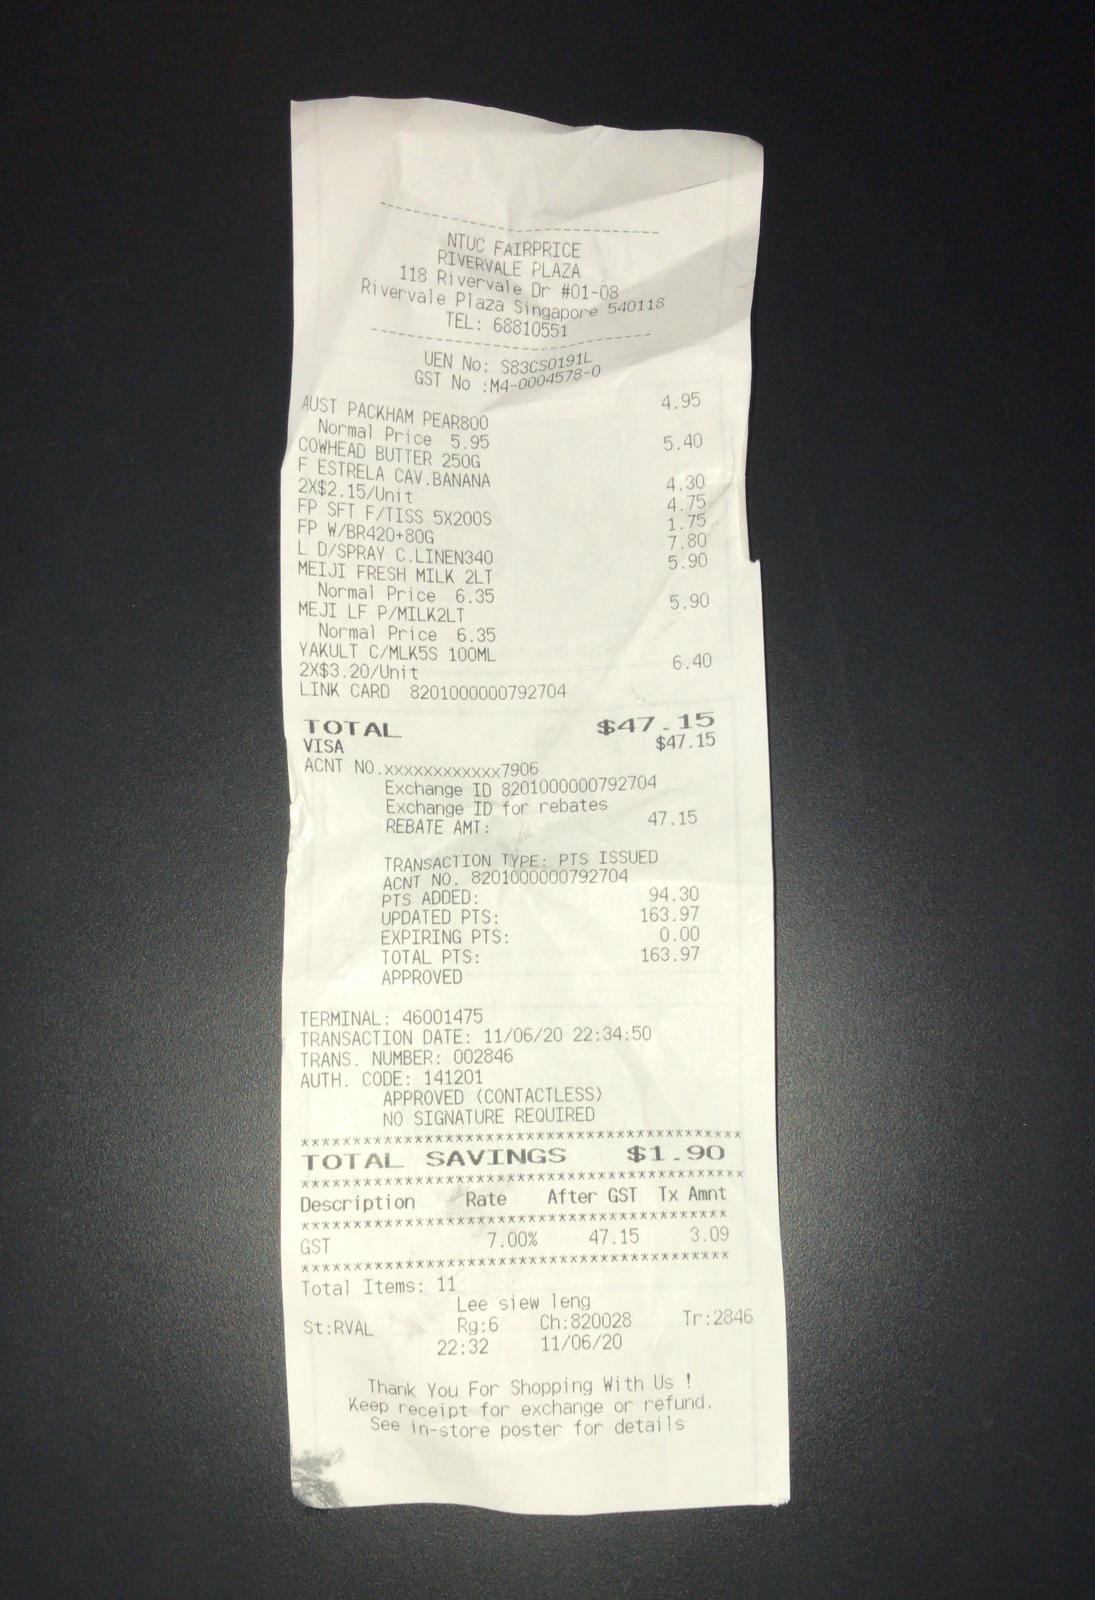 NTUC FAIRPRICE
RIVERVALE PLAZA
118 Rivervale Dr #01-08
Rivervale Plaza Singapore 540118
TEL: 68810551
UEN No: S83CS0191L
GST No :M4-0004578-0
AUST PACKHAM PEAR800 4.95
Normal Price 5.95
COWHEAD BUTTER 250G 5.40
F ESTRELA CAV.BANANA
2X$2.15/Unit 4.30
FP SFT F/TISS 5X200S 4.75
FP W/BR420+80G 1.75
L D/SPRAY C.LINEN340 7.80
MEIJI FRESH MILK 2LT 5.90
Normal Price 6.35
MEJI LF P/MILK2LT 5.90
Normal Price 6.35
YAKULT C/MLK5S 100ML
2X$3.20/Unit 6.40
LINK CARD 8201000000792704
TOTAL $47.15
VISA $47.15
ACNT NO.xxxxxxxxxxxx7906
Exchange ID 8201000000792704
Exchange ID for rebates
REBATE AMT: 47.15
TRANSACTION TYPE: PTS ISSUED
ACNT NO. 8201000000792704
PTS ADDED: 94.30
UPDATED PTS: 163.97
EXPIRING PTS: 0.00
TOTAL PTS: 163.97
APPROVED
TERMINAL: 46001475
TRANSACTION DATE: 11/06/20 22:34:50
TRANS. NUMBER: 002846
AUTH. CODE: 141201
APPROVED (CONTACTLESS)
NO SIGNATURE REQUIRED
TOTAL SAVINGS $1.90
Description Rate After GST Tx Amnt
GST 7.00% 47.15 3.09
Total Items: 11
Lee siew leng
St:RVAL Rg:6 Ch:820028 Tr:2846
22:32 11/06/20
Thank You For Shopping With Us !
Keep receipt for exchange or refund.
See in-store poster for details